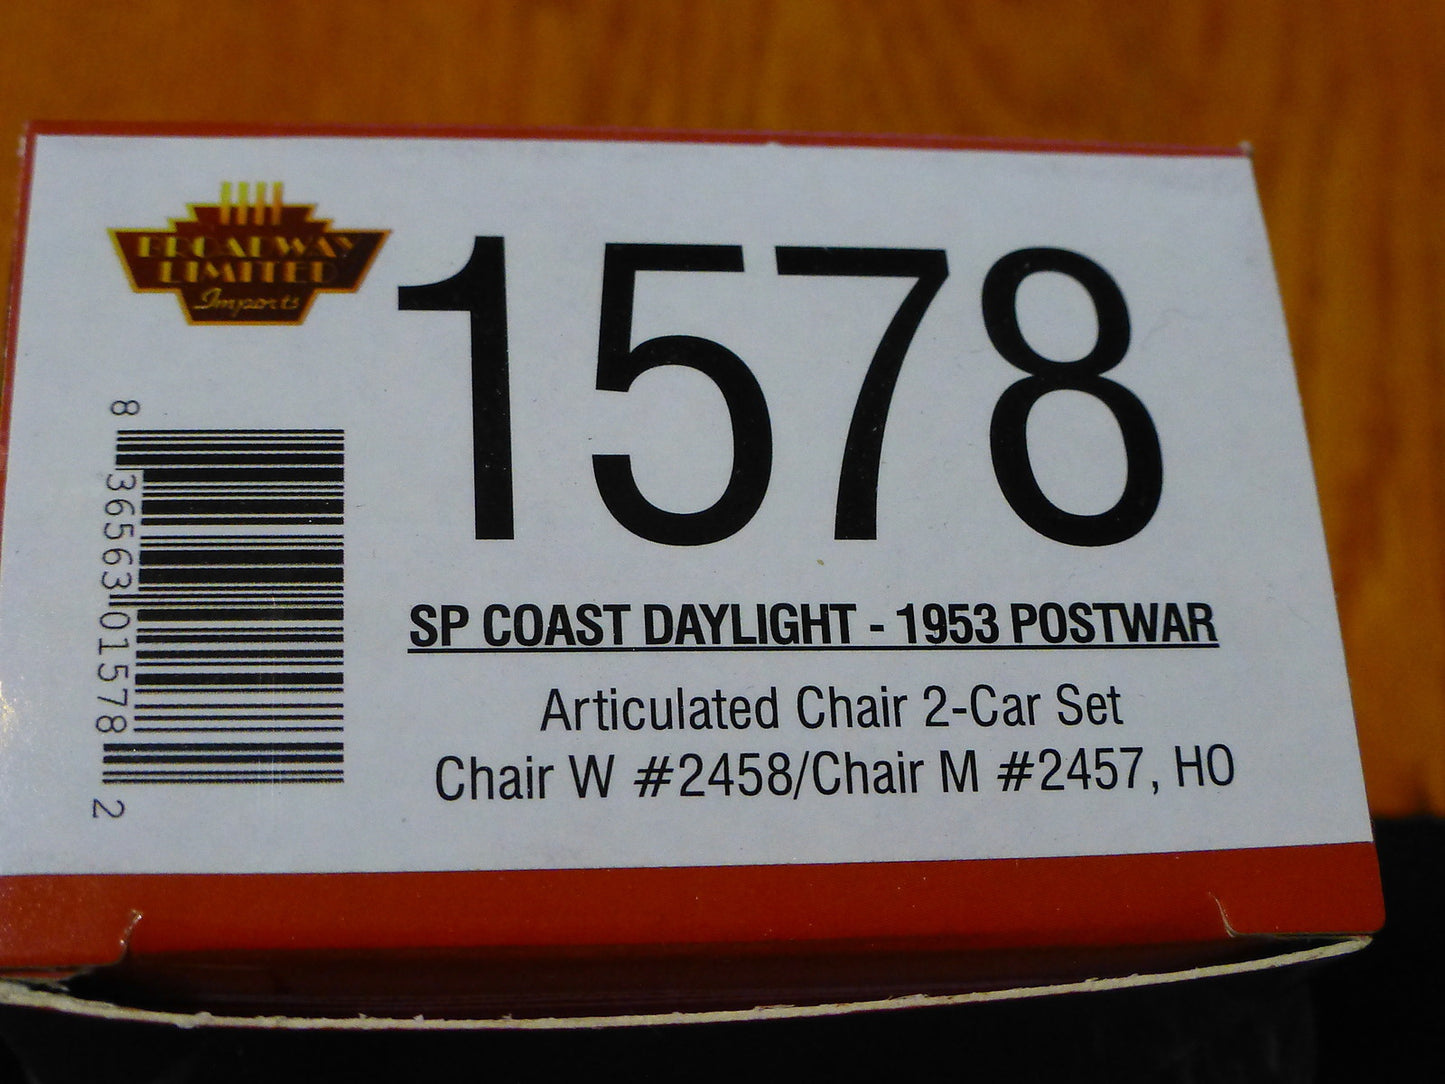 BROADWAY
LIMITED
Imports
1578
8 36563 01578 2
SP COAST DAYLIGHT - 1953 POSTWAR
Articulated Chair 2-Car Set
Chair W #2458/Chair M #2457, HO